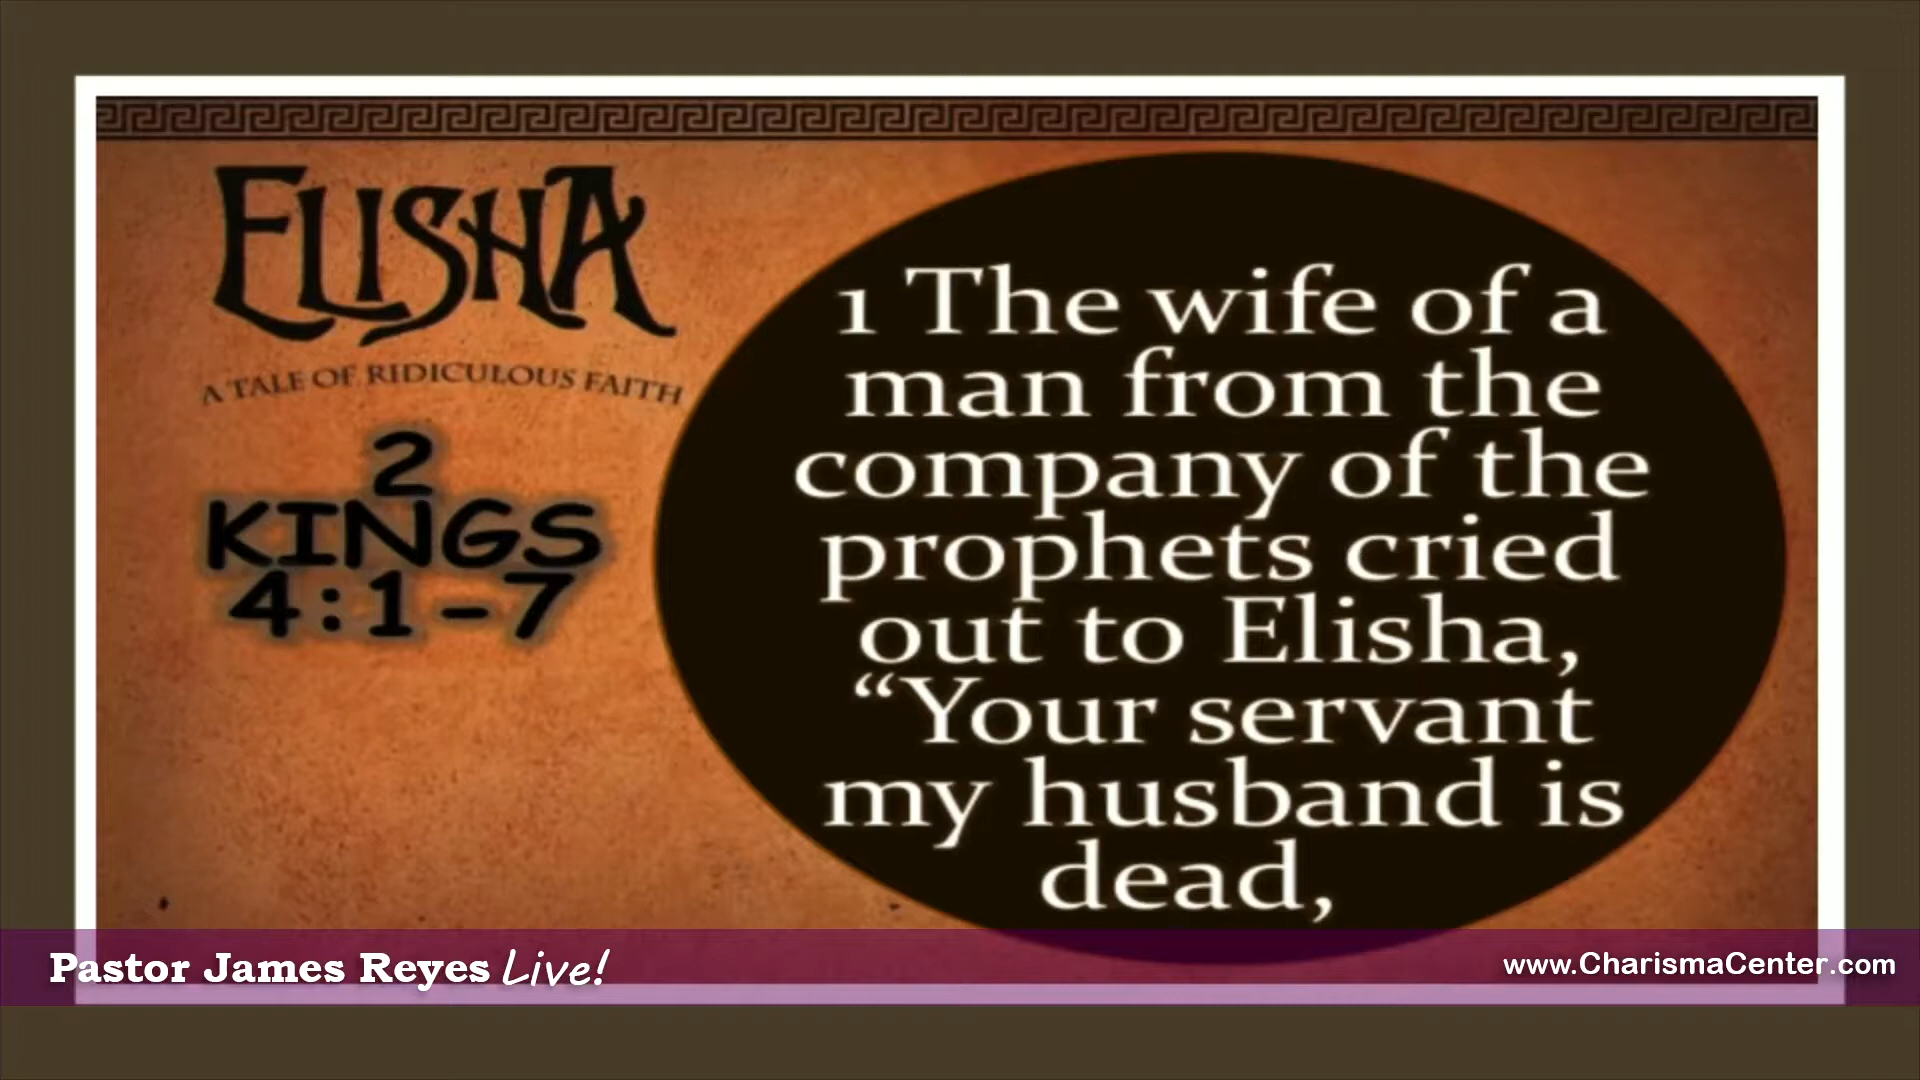 ELISHA
A TALE OF RIDICULOUS FAITH
2
KINGS
4:1-7
1 The wife of a
man from the
company of the
prophets cried
out to Elisha,
“Your servant
my husband is
dead,
Pastor James Reyes Live!
www.CharismaCenter.com